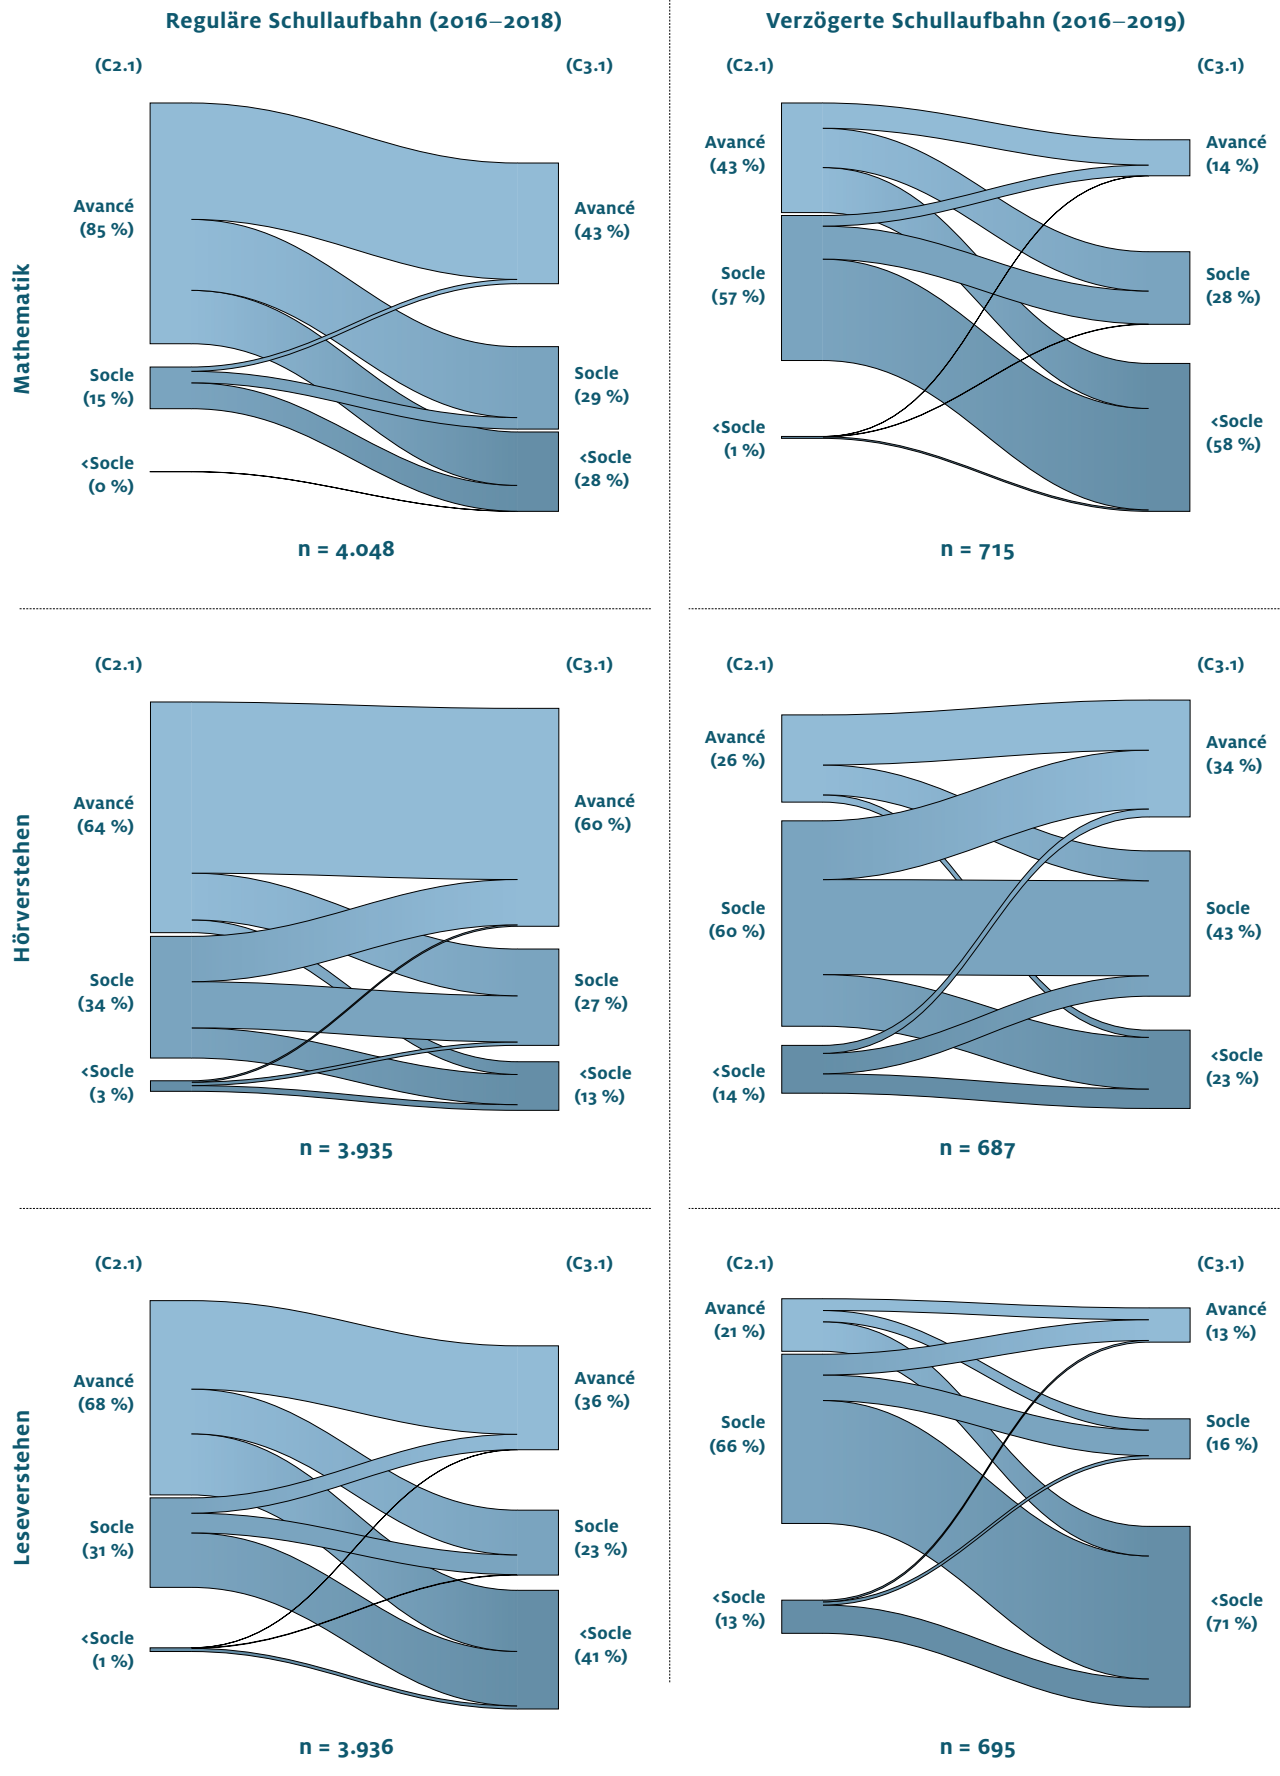 Reguläre Schullaufbahn (2016–2018)
Verzögerte Schullaufbahn (2016–2019)
Mathematik
(C2.1)
(C3.1)
Avancé
(85 %)
Socle
(15 %)
<Socle
(0 %)
Avancé
(43 %)
Socle
(29 %)
<Socle
(28 %)
n = 4.048
(C2.1)
(C3.1)
Avancé
(43 %)
Socle
(57 %)
<Socle
(1 %)
Avancé
(14 %)
Socle
(28 %)
<Socle
(58 %)
n = 715
Hörverstehen
(C2.1)
(C3.1)
Avancé
(64 %)
Socle
(34 %)
<Socle
(3 %)
Avancé
(60 %)
Socle
(27 %)
<Socle
(13 %)
n = 3.935
(C2.1)
(C3.1)
Avancé
(26 %)
Socle
(60 %)
<Socle
(14 %)
Avancé
(34 %)
Socle
(43 %)
<Socle
(23 %)
n = 687
Leseverstehen
(C2.1)
(C3.1)
Avancé
(68 %)
Socle
(31 %)
<Socle
(1 %)
Avancé
(36 %)
Socle
(23 %)
<Socle
(41 %)
n = 3.936
(C2.1)
(C3.1)
Avancé
(21 %)
Socle
(66 %)
<Socle
(13 %)
Avancé
(13 %)
Socle
(16 %)
<Socle
(71 %)
n = 695